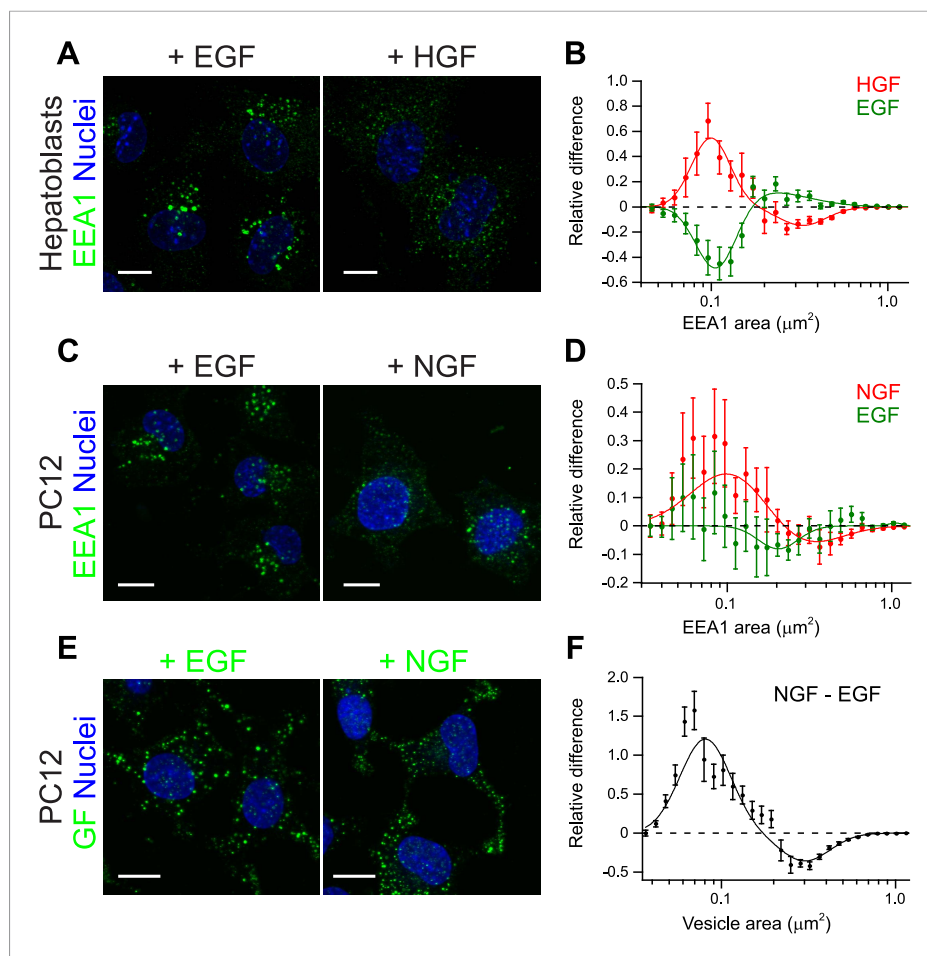 A
+ EGF
+ HGF
Hepatoblasts
EEA1 Nuclei
B
HGF
EGF
1.0
0.8
0.6
0.4
0.2
0
-0.2
-0.4
-0.6
Relative difference
0.1
1.0
EEA1 area (μm²)
C
+ EGF
+ NGF
PC12
EEA1 Nuclei
D
NGF
EGF
0.5
0.4
0.3
0.2
0.1
0
-0.1
-0.2
Relative difference
0.1
1.0
EEA1 area (μm²)
E
+ EGF
+ NGF
PC12
GF Nuclei
F
NGF - EGF
2.0
1.5
1.0
0.5
0
-0.5
Relative difference
0.1
1.0
Vesicle area (μm²)